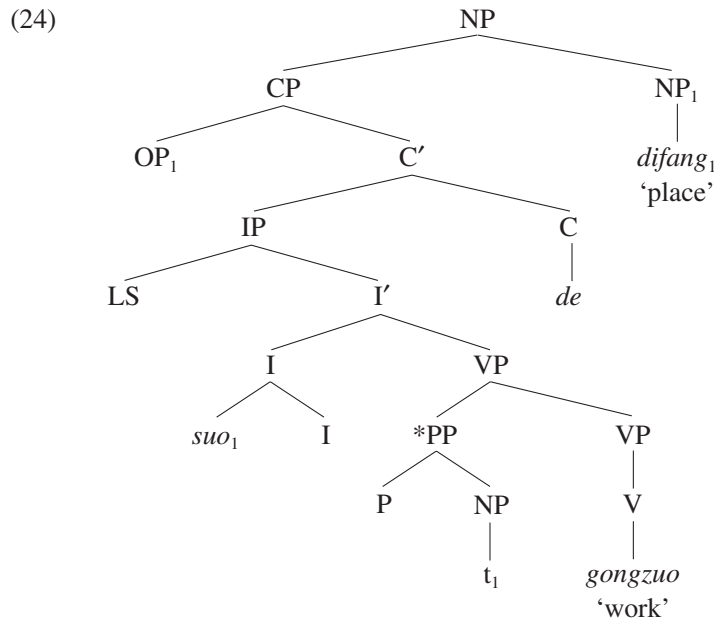 (24) NP
CP NP₁
OP₁ C′ difang₁
‘place’
IP C
LS I′ de
I VP
suo₁ I *PP VP
P NP V
t₁ gongzuo
‘work’